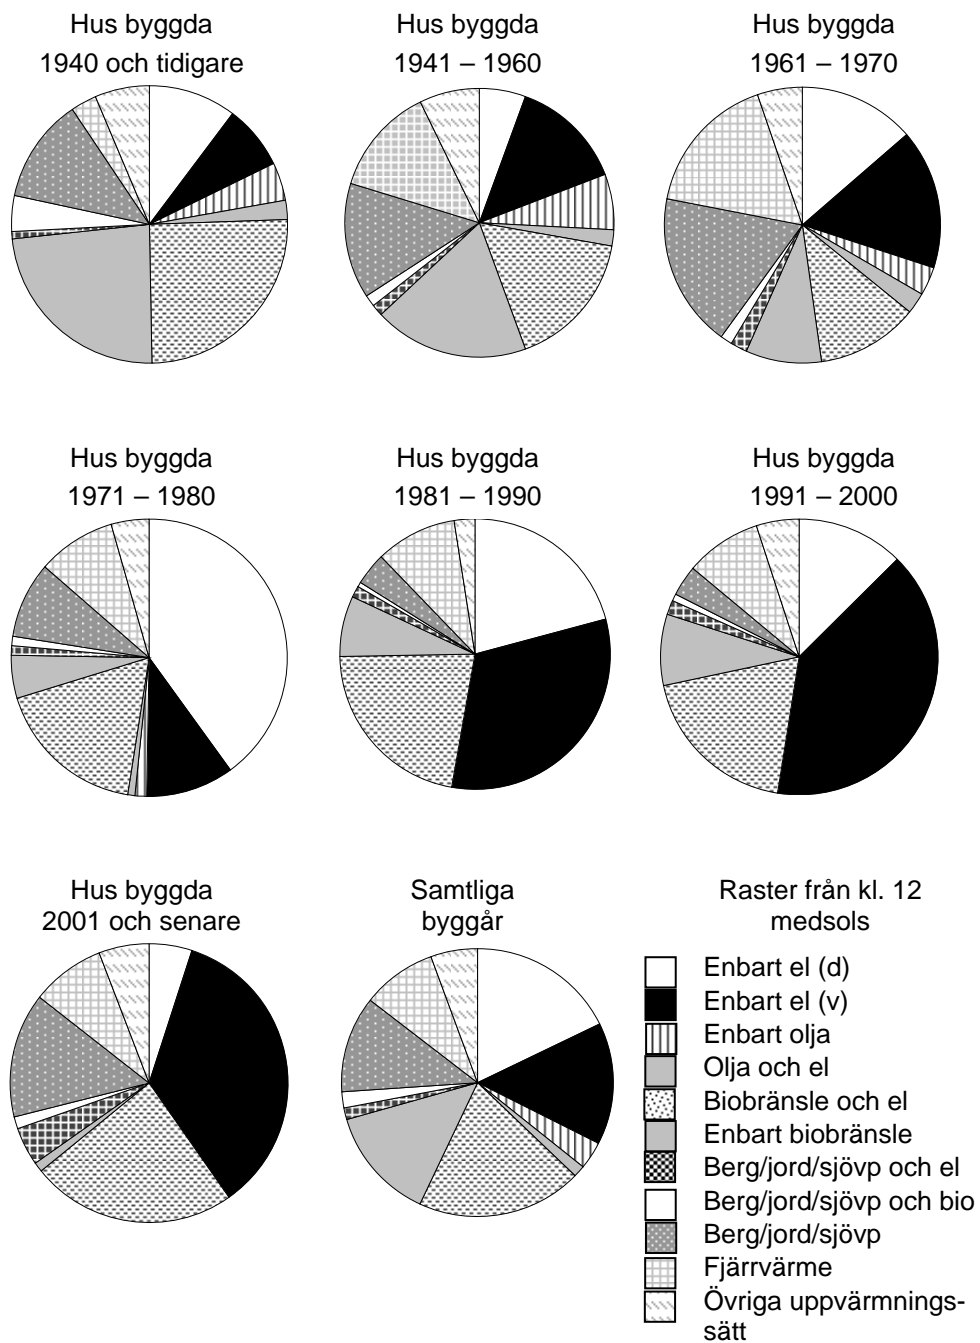 Hus byggda
1940 och tidigare
Hus byggda
1941 – 1960
Hus byggda
1961 – 1970
Hus byggda
1971 – 1980
Hus byggda
1981 – 1990
Hus byggda
1991 – 2000
Hus byggda
2001 och senare
Samtliga
byggår
Raster från kl. 12
medsols
Enbart el (d)
Enbart el (v)
Enbart olja
Olja och el
Biobränsle och el
Enbart biobränsle
Berg/jord/sjövp och el
Berg/jord/sjövp och bio
Berg/jord/sjövp
Fjärrvärme
Övriga uppvärmnings-
sätt